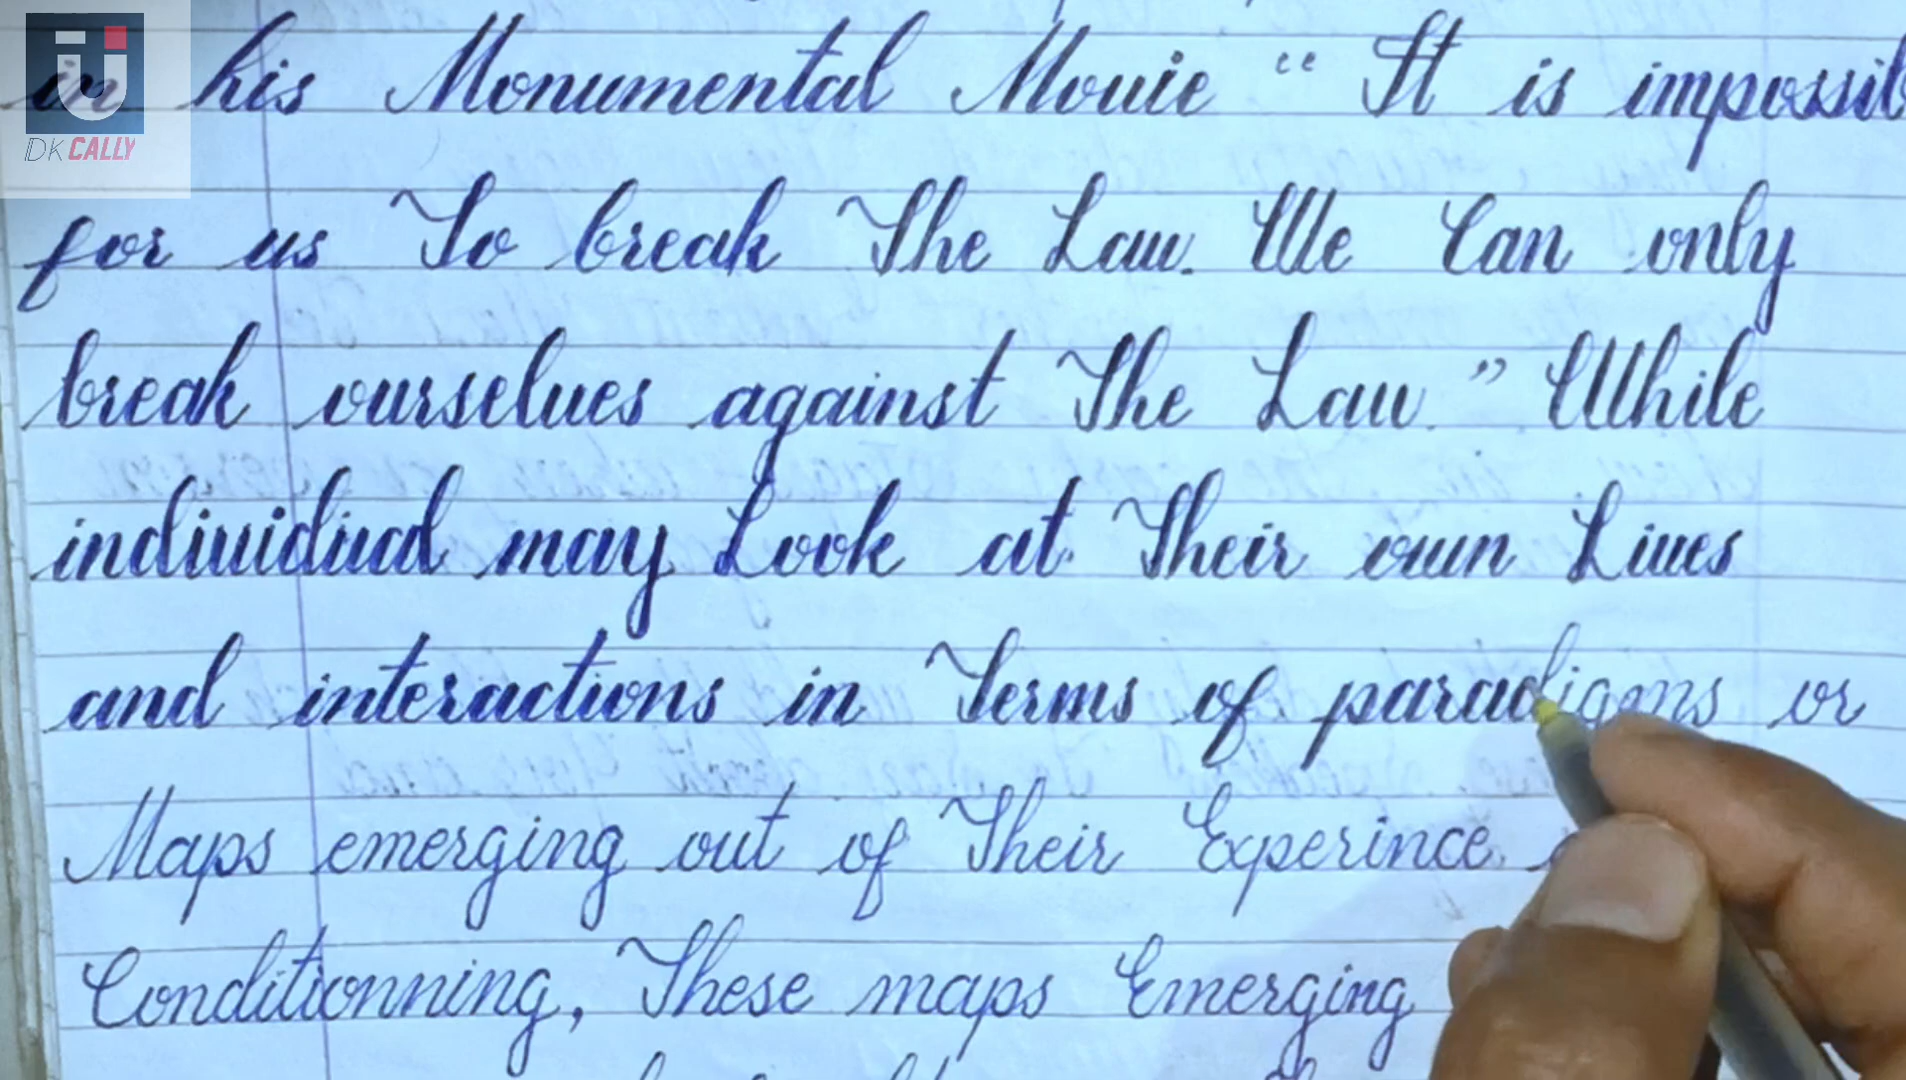 in his Monumental Movie “ It is impossib
for us To break The Law. We Can only
break ourselves against The Law. ” While
individual may Look at Their own Lives
and interactions in Terms of paradigms or
Maps emerging out of Their Experince
Conditionning, These maps Emerging
IDK CALLY